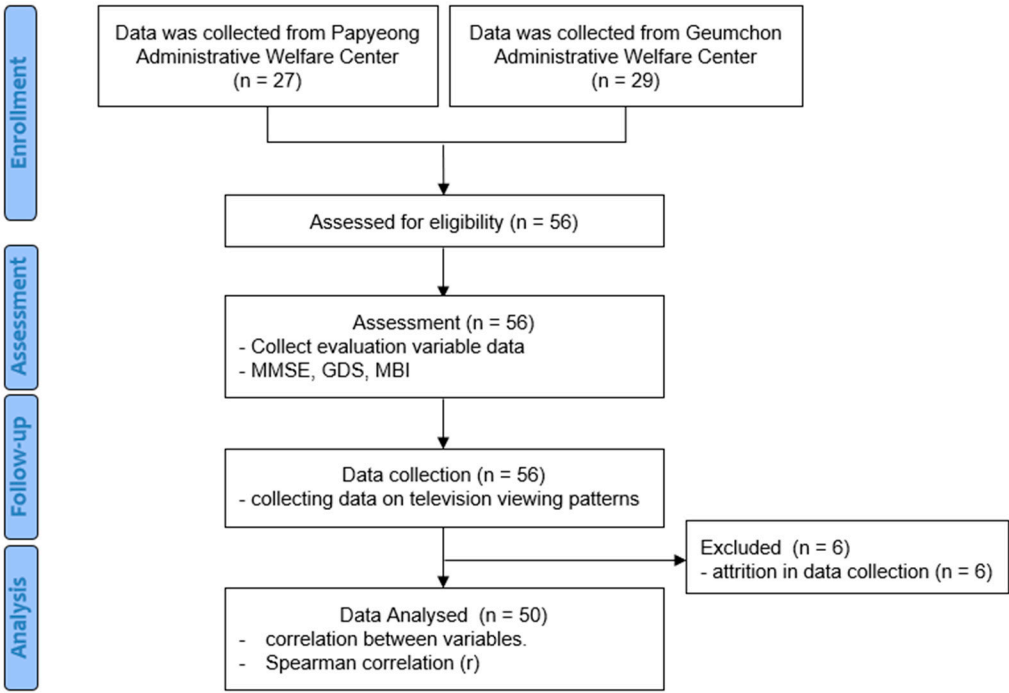 Enrollment
Data was collected from Papyeong
Administrative Welfare Center
(n = 27)
Data was collected from Geumchon
Administrative Welfare Center
(n = 29)
Assessed for eligibility (n = 56)
Assessment
Assessment (n = 56)
- Collect evaluation variable data
- MMSE, GDS, MBI
Follow-up
Data collection (n = 56)
- collecting data on television viewing patterns
Excluded (n = 6)
- attrition in data collection (n = 6)
Analysis
Data Analysed (n = 50)
- correlation between variables.
- Spearman correlation (r)